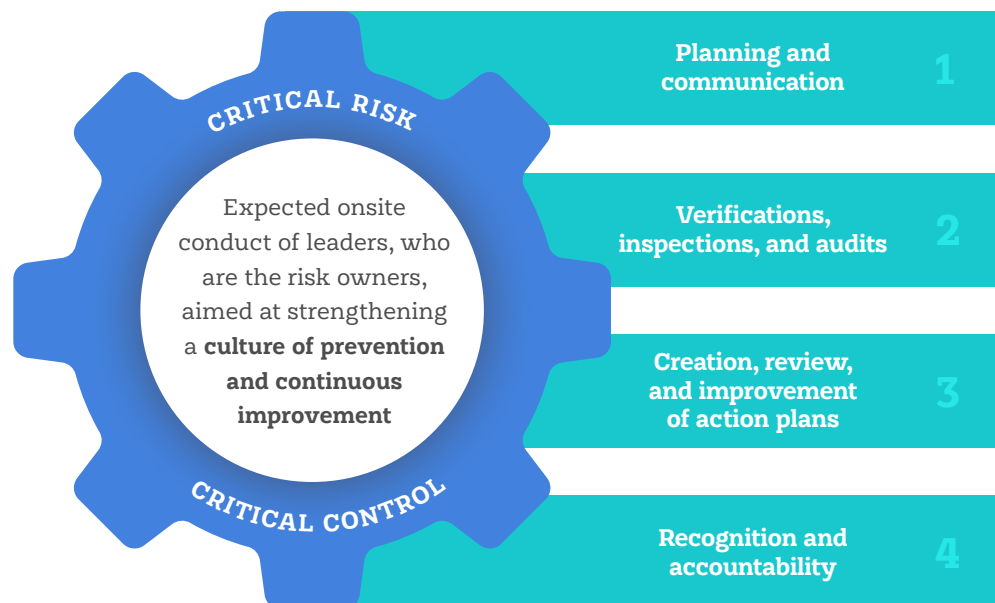 CRITICAL RISK
Expected onsite
conduct of leaders, who
are the risk owners,
aimed at strengthening
a culture of prevention
and continuous
improvement
CRITICAL CONTROL
Planning and
communication
1
Verifications,
inspections, and audits
2
Creation, review,
and improvement
of action plans
3
Recognition and
accountability
4